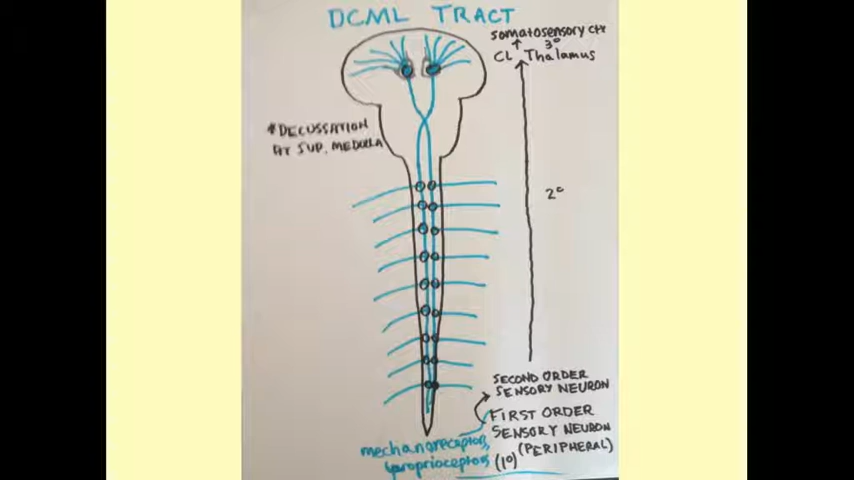 DCML TRACT
somatosensory ctx
↑ 3°
CL Thalamus
*DECUSSATION
AT SUP. MEDULLA
2°
SECOND ORDER
SENSORY NEURON
FIRST ORDER
SENSORY NEURON
(PERIPHERAL)
(1°)
mechanoreceptors,
proprioceptors